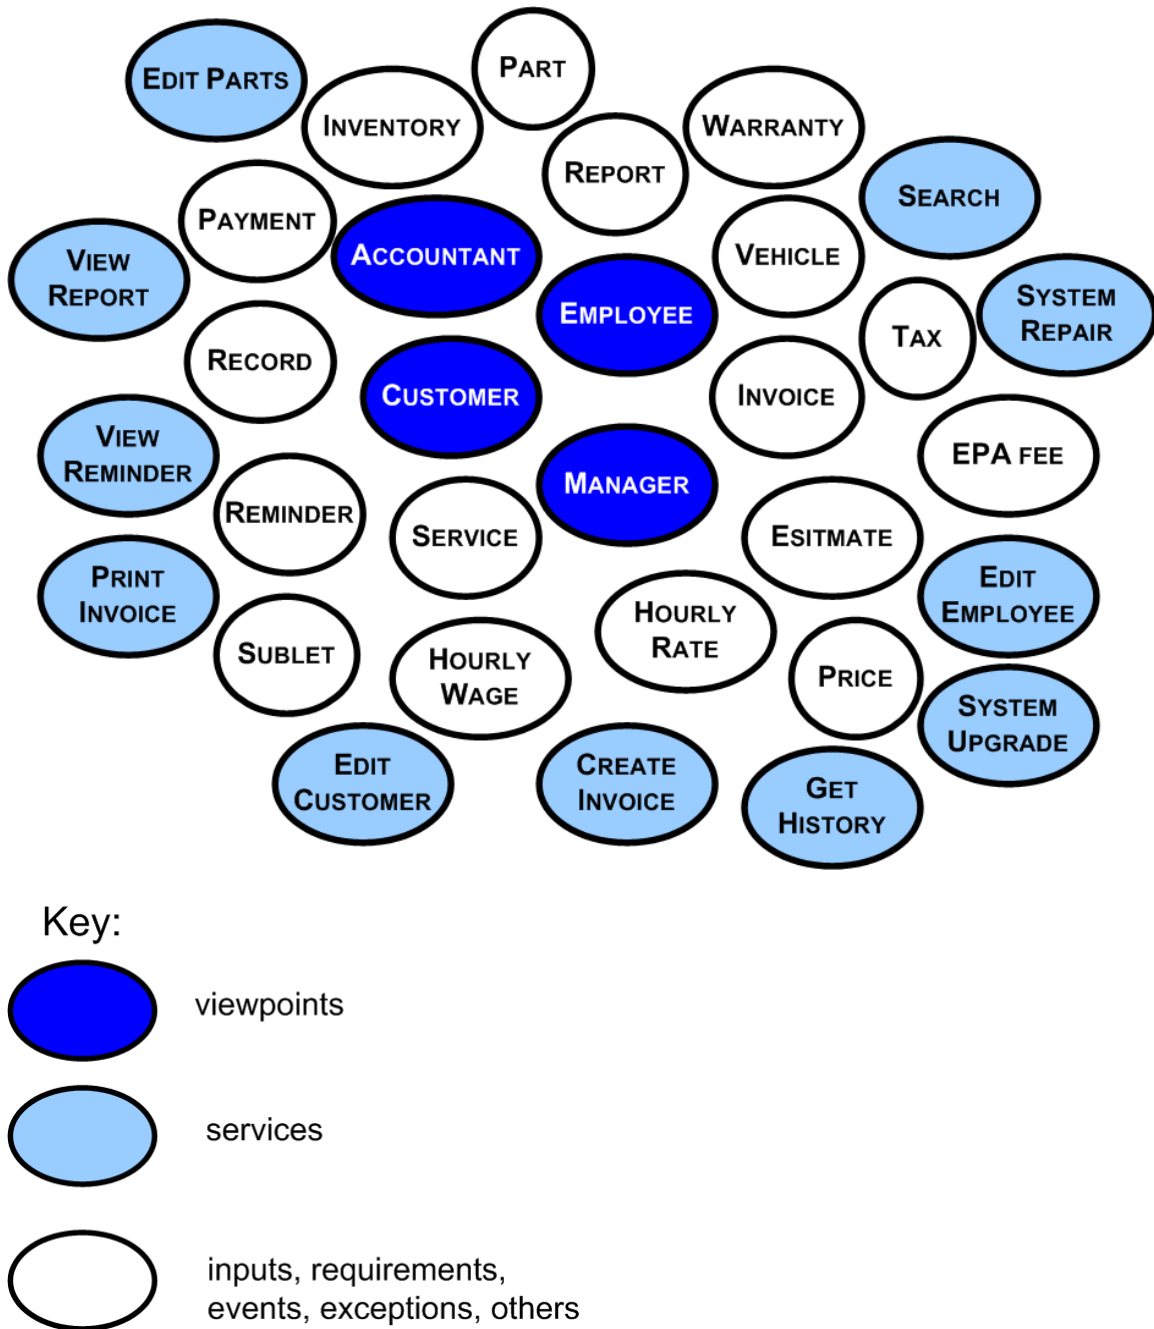 PART
EDIT PARTS
INVENTORY
WARRANTY
REPORT
SEARCH
PAYMENT
ACCOUNTANT
VEHICLE
VIEW
REPORT
EMPLOYEE
SYSTEM
REPAIR
TAX
RECORD
CUSTOMER
INVOICE
VIEW
REMINDER
EPA FEE
MANAGER
REMINDER
SERVICE
ESITMATE
PRINT
INVOICE
EDIT
EMPLOYEE
HOURLY
RATE
SUBLET
HOURLY
WAGE
PRICE
SYSTEM
UPGRADE
EDIT
CUSTOMER
CREATE
INVOICE
GET
HISTORY
Key:
viewpoints
services
inputs, requirements,
events, exceptions, others